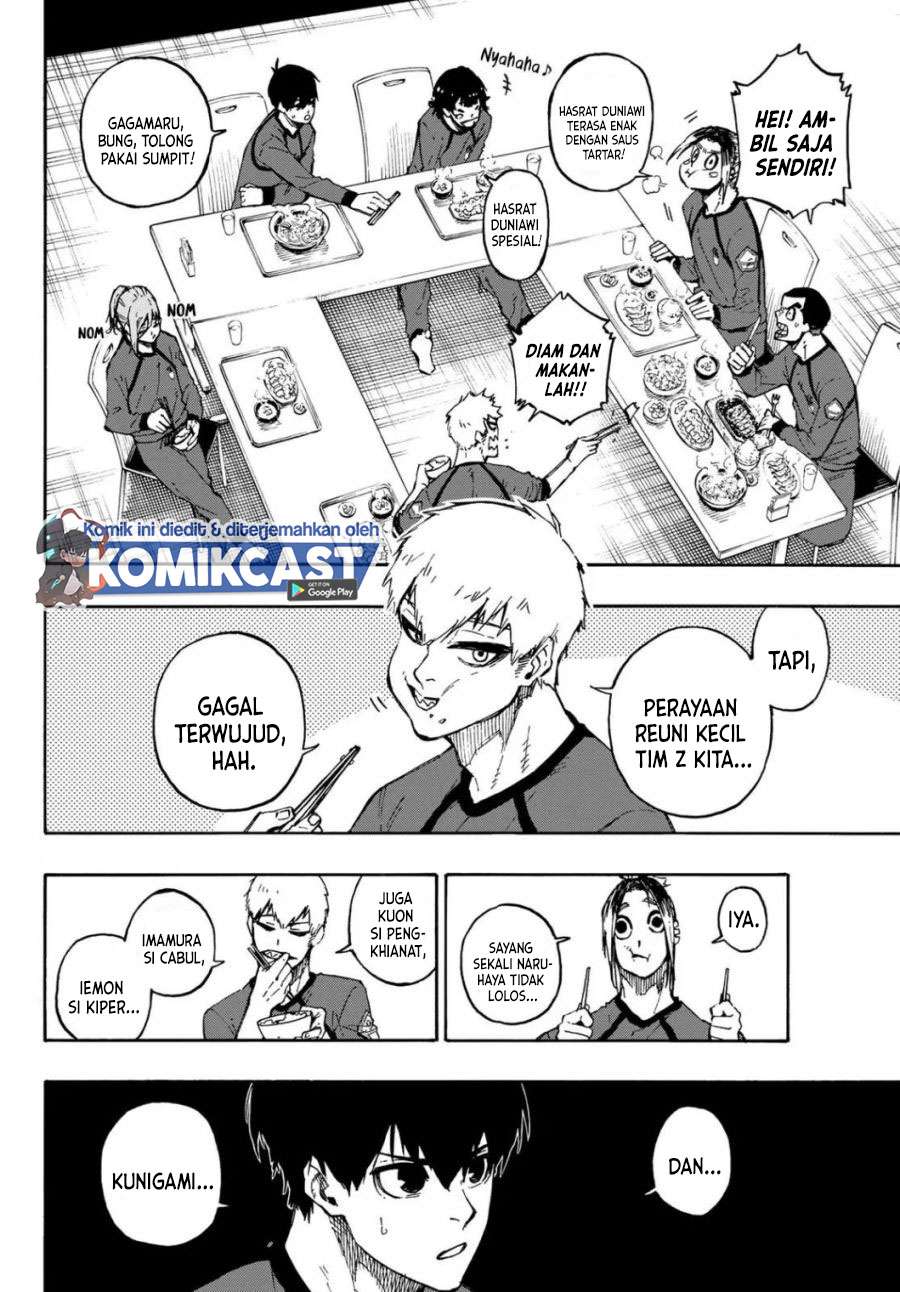 HEI! AM-
BIL SAJA
SENDIRI!
HASRAT DUNIAWI
TERASA ENAK
DENGAN SAUS
TARTAR!
Nyahaha♪
GAGAMARU,
BUNG, TOLONG
PAKAI SUMPIT!
HASRAT
DUNIAWI
SPESIAL!
DIAM DAN
MAKAN-
LAH!!
NOM
NOM
Komik ini diedit & diterjemahkan oleh
KOMIKCAST
GET IT ON
Google Play
TAPI,
PERAYAAN
REUNI KECIL
TIM Z KITA...
GAGAL
TERWUJUD,
HAH.
IYA.
SAYANG
SEKALI NARU-
HAYA TIDAK
LOLOS...
JUGA
KUON
SI PENG-
KHIANAT,
IMAMURA
SI CABUL,
IEMON
SI KIPER...
DAN...
KUNIGAMI...